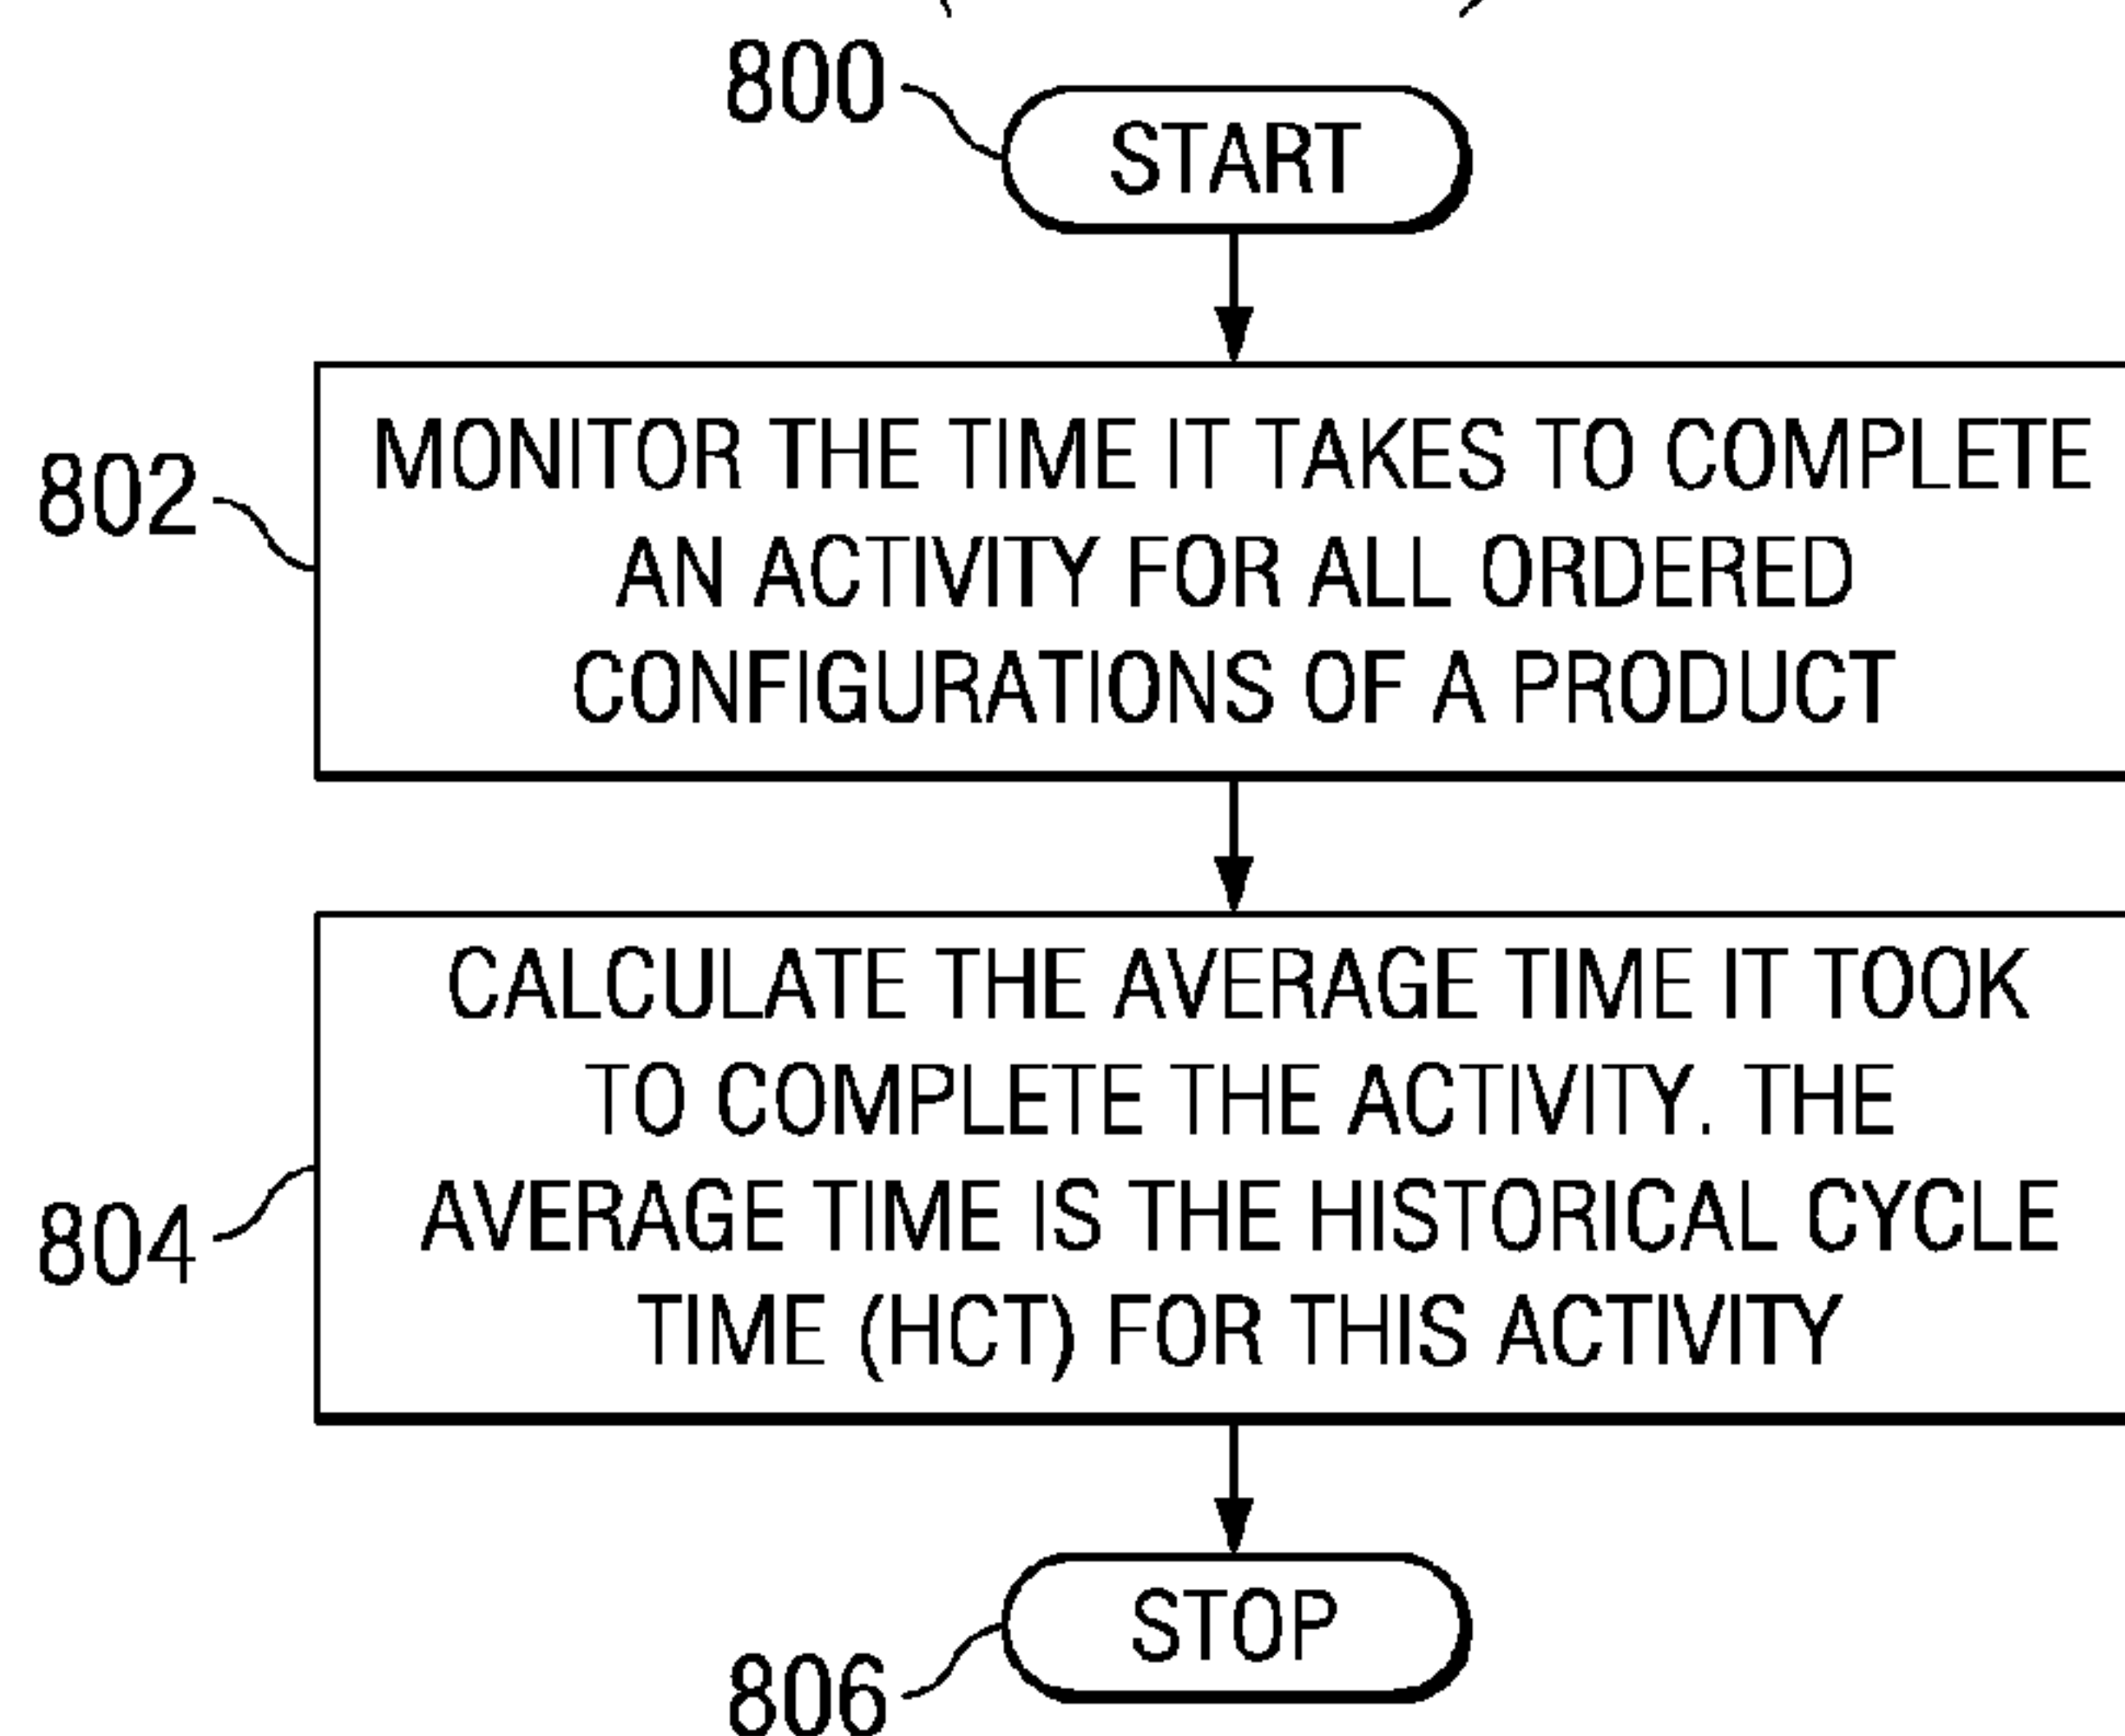 800
START
802
MONITOR THE TIME IT TAKES TO COMPLETE
AN ACTIVITY FOR ALL ORDERED
CONFIGURATIONS OF A PRODUCT
804
CALCULATE THE AVERAGE TIME IT TOOK
TO COMPLETE THE ACTIVITY. THE
AVERAGE TIME IS THE HISTORICAL CYCLE
TIME (HCT) FOR THIS ACTIVITY
806
STOP